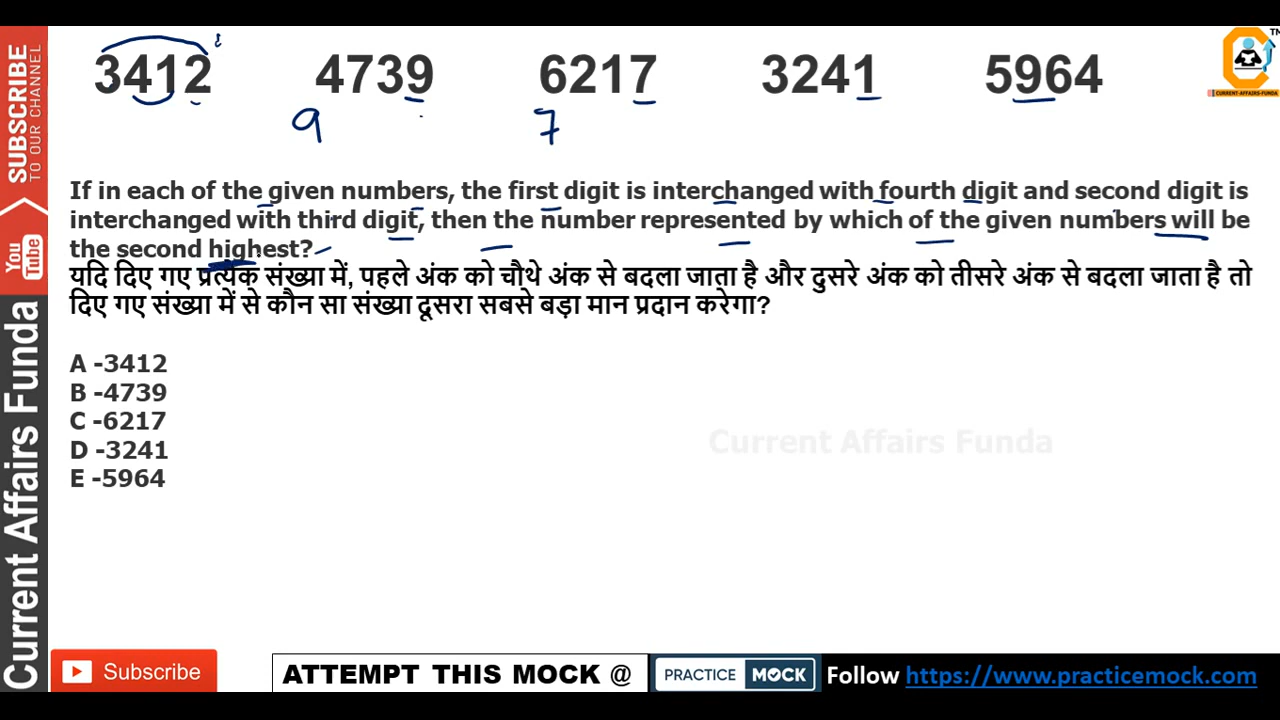 3412 4739 6217 3241 5964
TM
CURRENT-AFFAIRS-FUNDA
9 7
If in each of the given numbers, the first digit is interchanged with fourth digit and second digit is
interchanged with third digit, then the number represented by which of the given numbers will be
the second highest?
यदि दिए गए प्रत्येक संख्या में, पहले अंक को चौथे अंक से बदला जाता है और दुसरे अंक को तीसरे अंक से बदला जाता है तो
दिए गए संख्या में से कौन सा संख्या दूसरा सबसे बड़ा मान प्रदान करेगा?
A -3412
B -4739
C -6217
D -3241
E -5964
Current Affairs Funda
SUBSCRIBE
TO OUR CHANNEL
You
Tube
Current Affairs Funda
Subscribe
ATTEMPT THIS MOCK @
PRACTICE MOCK
Follow https://www.practicemock.com